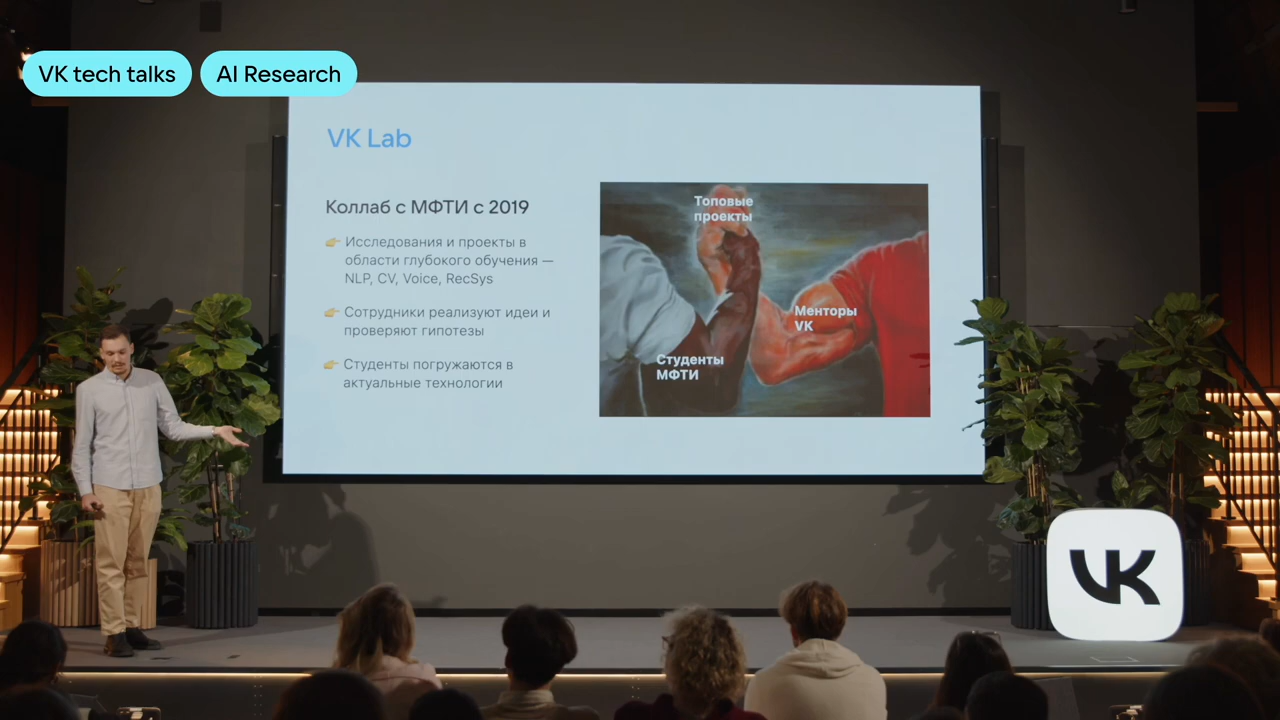 VK tech talks
AI Research
VK Lab
Коллаб с МФТИ с 2019
👉 Исследования и проекты в
области глубокого обучения —
NLP, CV, Voice, RecSys
👉 Сотрудники реализуют идеи и
проверяют гипотезы
👉 Студенты погружаются в
актуальные технологии
Топовые
проекты
Менторы
VK
Студенты
МФТИ
VK